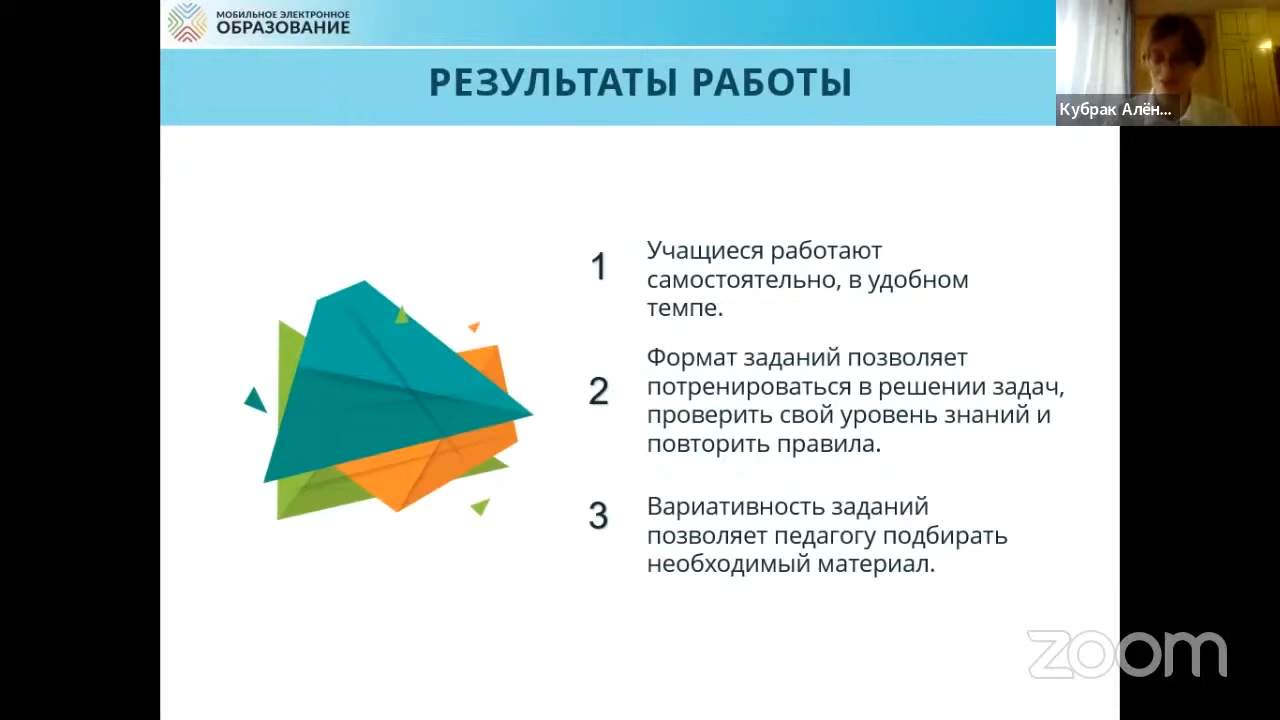 МОБИЛЬНОЕ ЭЛЕКТРОННОЕ
ОБРАЗОВАНИЕ
РЕЗУЛЬТАТЫ РАБОТЫ
Кубрак Алён...
1
Учащиеся работают
самостоятельно, в удобном
темпе.
2
Формат заданий позволяет
потренироваться в решении задач,
проверить свой уровень знаний и
повторить правила.
3
Вариативность заданий
позволяет педагогу подбирать
необходимый материал.
zoom